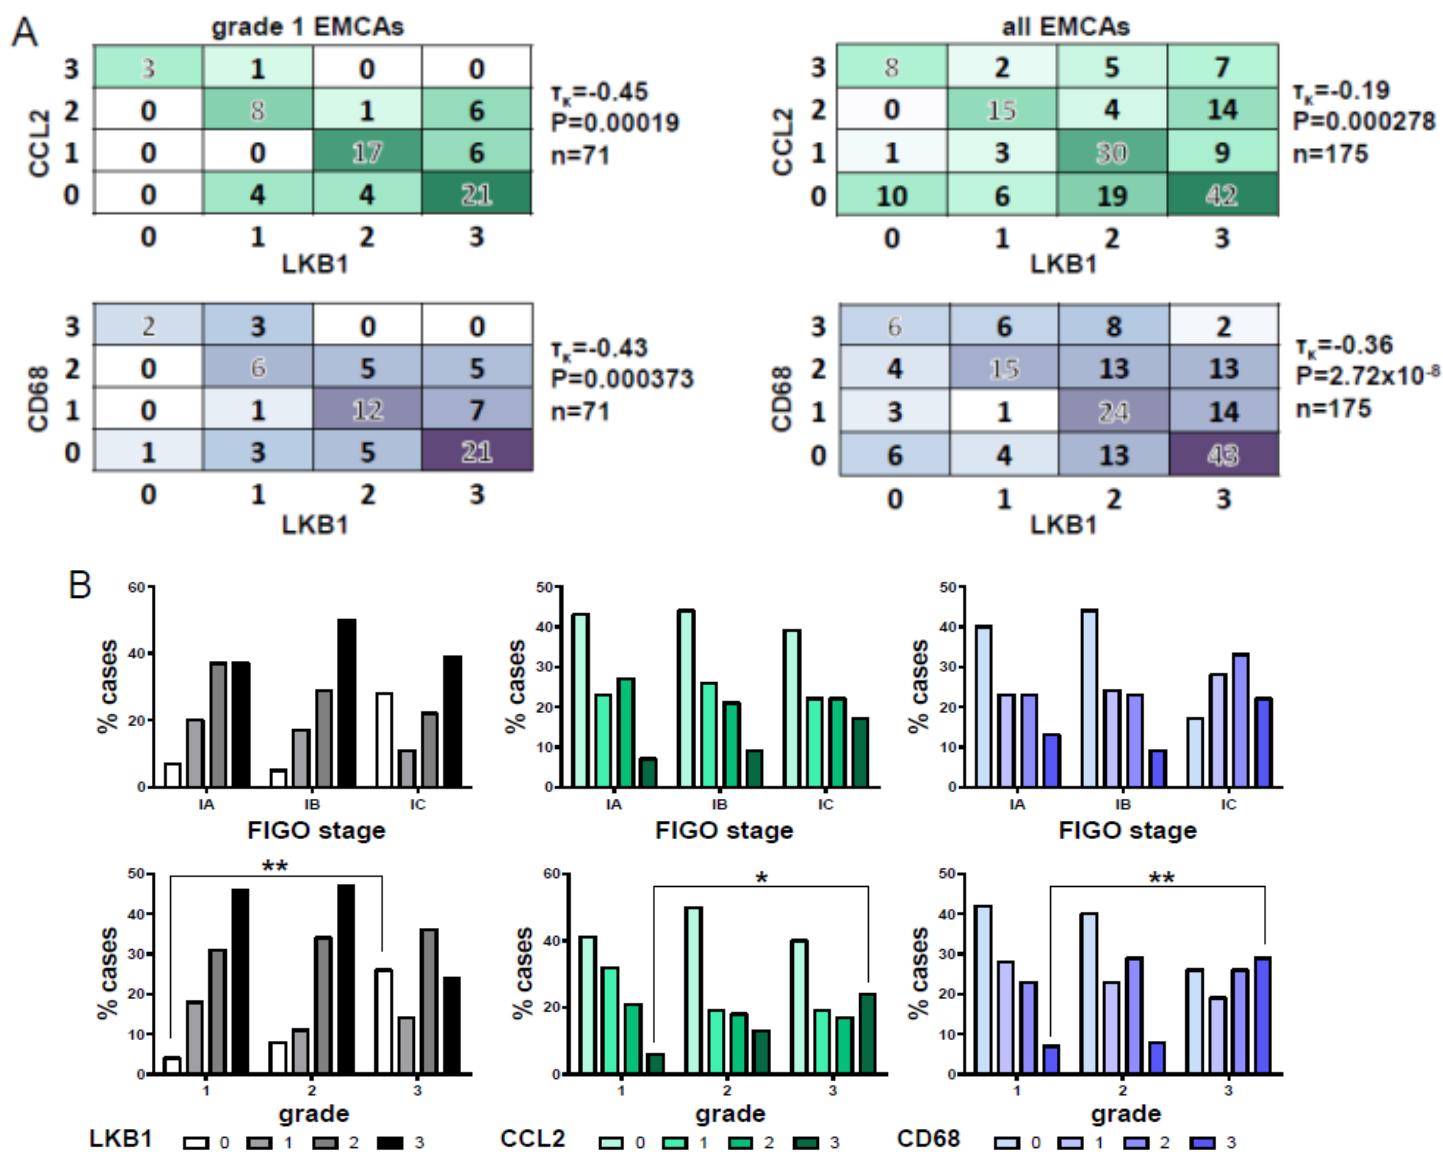 A
grade 1 EMCAs
all EMCAs
3 3 1 0 0
2 0 8 1 6
1 0 0 17 6
0 0 4 4 21
0 1 2 3
CCL2
LKB1
τκ=-0.45
P=0.00019
n=71
3 8 2 5 7
2 0 15 4 14
1 1 3 30 9
0 10 6 19 42
0 1 2 3
CCL2
LKB1
τκ=-0.19
P=0.000278
n=175
3 2 3 0 0
2 0 6 5 5
1 0 1 12 7
0 1 3 5 21
0 1 2 3
CD68
LKB1
τκ=-0.43
P=0.000373
n=71
3 6 6 8 2
2 4 15 13 13
1 3 1 24 14
0 6 4 13 43
0 1 2 3
CD68
LKB1
τκ=-0.36
P=2.72x10-8
n=175
B
60
40
20
0
% cases
IA IB IC
FIGO stage
50
40
30
20
10
0
% cases
IA IB IC
FIGO stage
50
40
30
20
10
0
% cases
IA IB IC
FIGO stage
50
40
30
20
10
0
% cases
**
1 2 3
grade
60
40
20
0
% cases
*
1 2 3
grade
50
40
30
20
10
0
% cases
**
1 2 3
grade
LKB1 0 1 2 3
CCL2 0 1 2 3
CD68 0 1 2 3